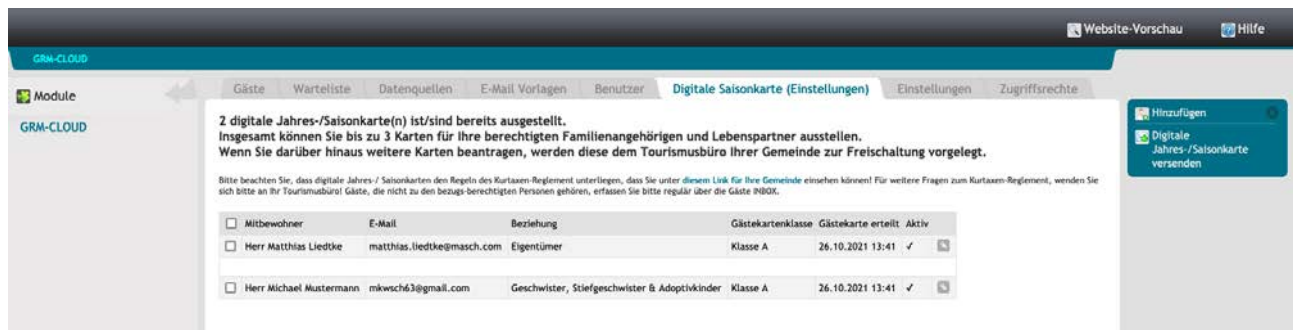 Website-Vorschau Hilfe
GRM-CLOUD
Module
GRM-CLOUD
Gäste Warteliste Datenquellen E-Mail Vorlagen Benutzer Digitale Saisonkarte (Einstellungen) Einstellungen Zugriffsrechte
2 digitale Jahres-/Saisonkarte(n) ist/sind bereits ausgestellt.
Insgesamt können Sie bis zu 3 Karten für Ihre berechtigten Familienangehörigen und Lebenspartner ausstellen.
Wenn Sie darüber hinaus weitere Karten beantragen, werden diese dem Tourismusbüro Ihrer Gemeinde zur Freischaltung vorgelegt.
Bitte beachten Sie, dass digitale Jahres-/ Saisonkarten den Regeln des Kurtaxen-Reglement unterliegen, dass Sie unter diesem Link für Ihre Gemeinde einsehen können! Für weitere Fragen zum Kurtaxen-Reglement, wenden Sie
sich bitte an Ihr Tourismusbüro! Gäste, die nicht zu den bezugs-berechtigten Personen gehören, erfassen Sie bitte regulär über die Gäste INBOX.
Mitbewohner E-Mail Beziehung Gästekartenklasse Gästekarte erteilt Aktiv
Herr Matthias Liedtke matthias.liedtke@masch.com Eigentümer Klasse A 26.10.2021 13:41 ✓
Herr Michael Mustermann mkwsch63@gmail.com Geschwister, Stiefgeschwister & Adoptivkinder Klasse A 26.10.2021 13:41 ✓
Hinzufügen
Digitale
Jahres-/Saisonkarte
versenden